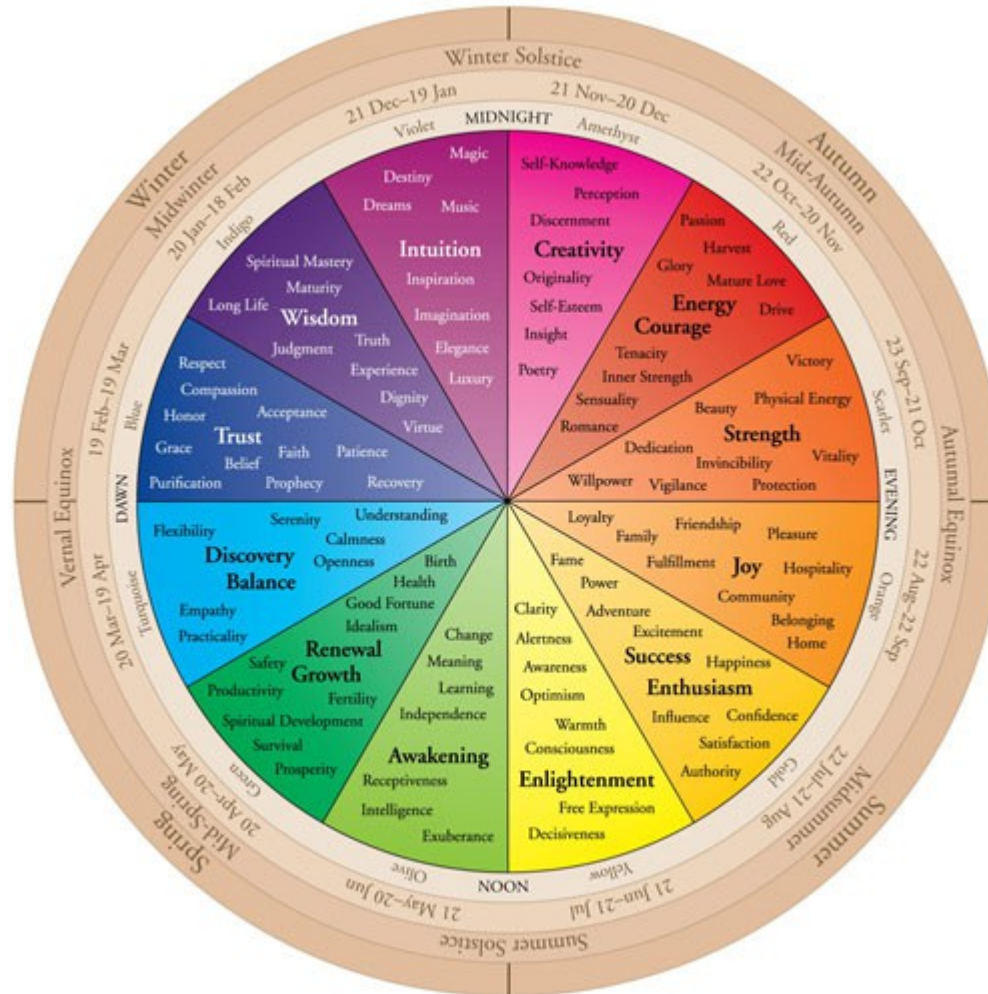 Winter Solstice
21 Dec–19 Jan
21 Nov–20 Dec
MIDNIGHT
Violet
Amethyst
Autumn
Mid-Autumn
22 Oct–20 Nov
Red
23 Sep–21 Oct
Scarlet
Autumal Equinox
EVENING
22 Aug–22 Sep
Orange
Summer
Midsummer
22 Jul–21 Aug
Gold
21 Jun–21 Jul
Yellow
Summer Solstice
NOON
21 May–20 Jun
Olive
Spring
Mid-Spring
20 Apr–20 May
Green
20 Mar–19 Apr
Turquoise
Vernal Equinox
DAWN
19 Feb–19 Mar
Blue
Winter
Midwinter
20 Jan–18 Feb
Indigo
Magic
Destiny
Dreams
Music
Intuition
Inspiration
Imagination
Elegance
Luxury
Self-Knowledge
Perception
Discernment
Creativity
Originality
Self-Esteem
Insight
Poetry
Passion
Harvest
Glory
Mature Love
Energy
Drive
Courage
Tenacity
Inner Strength
Sensuality
Romance
Victory
Physical Energy
Beauty
Strength
Dedication
Vitality
Invincibility
Willpower
Vigilance
Protection
Loyalty
Friendship
Family
Pleasure
Fulfillment
Joy
Hospitality
Community
Belonging
Home
Fame
Power
Adventure
Excitement
Success
Happiness
Enthusiasm
Influence
Confidence
Satisfaction
Authority
Clarity
Alertness
Awareness
Optimism
Warmth
Consciousness
Enlightenment
Free Expression
Decisiveness
Change
Meaning
Learning
Independence
Awakening
Receptiveness
Intelligence
Exuberance
Birth
Health
Good Fortune
Idealism
Renewal
Safety
Growth
Productivity
Fertility
Spiritual Development
Survival
Prosperity
Understanding
Serenity
Flexibility
Calmness
Discovery
Openness
Balance
Empathy
Practicality
Respect
Compassion
Honor
Acceptance
Trust
Grace
Faith
Patience
Belief
Purification
Prophecy
Recovery
Spiritual Mastery
Maturity
Long Life
Wisdom
Truth
Judgment
Experience
Dignity
Virtue